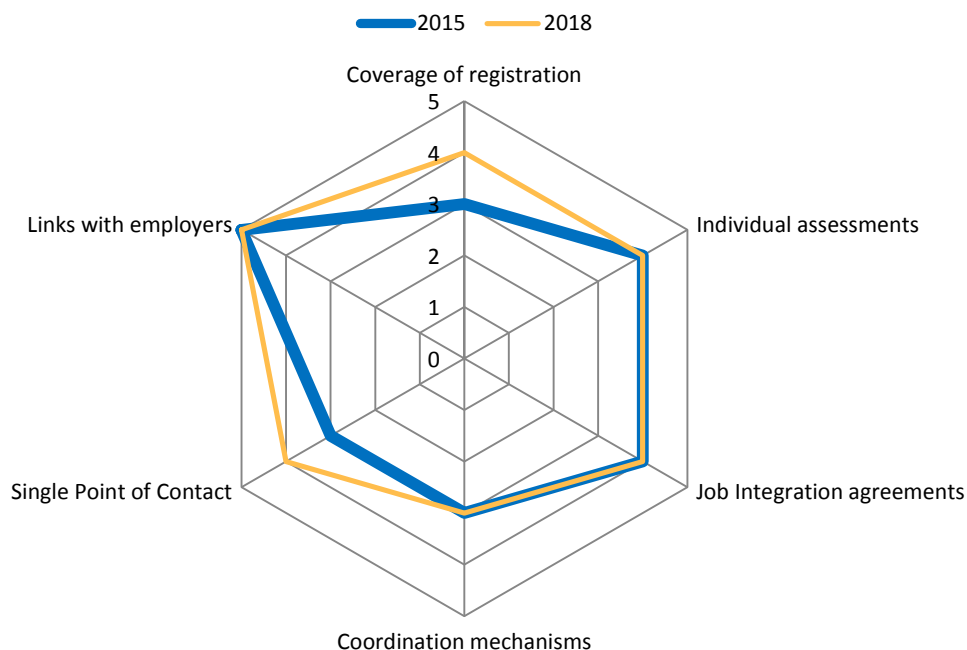 2015 2018
Coverage of registration
5
4
3
2
1
0
Links with employers
Individual assessments
Single Point of Contact
Job Integration agreements
Coordination mechanisms